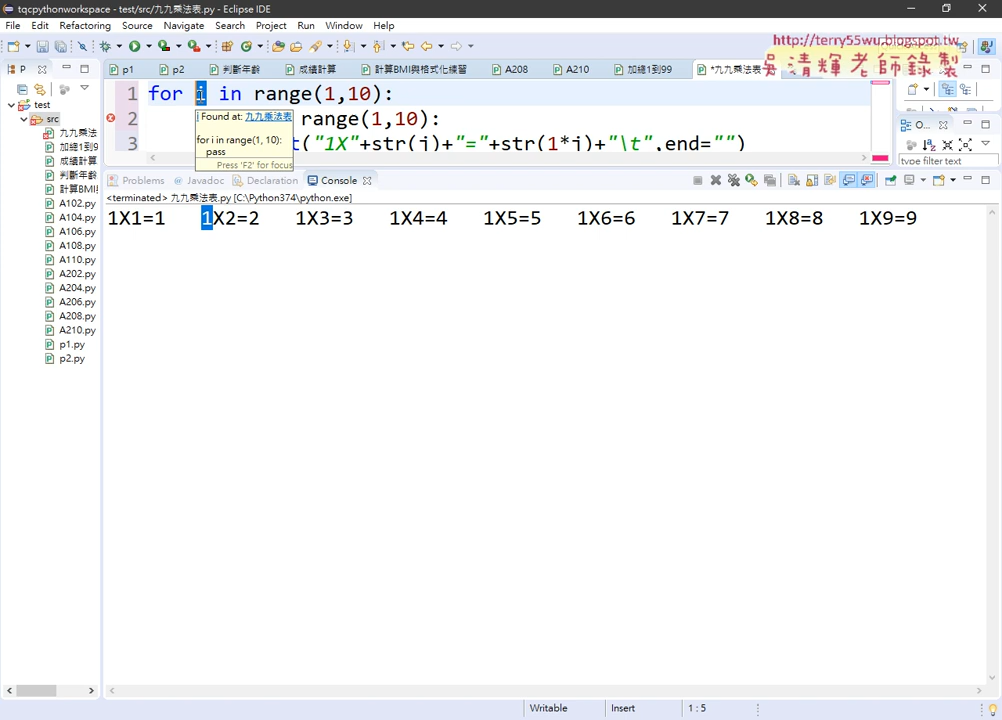 tqcpythonworkspace - test/src/九九乘法表.py - Eclipse IDE
File Edit Refactoring Source Navigate Search Project Run Window Help
http://terry55wu.blogspot.tw
吳清輝老師錄製
P
p1 p2 判斷年齡 成績計算 計算BMI與格式化練習 A208 A210 加總1到99 *九九乘法表
test
src
九九乘法
加總1到9
成績計算
判斷年齡
計算BMI
A102.py
A104.py
A106.py
A108.py
A110.py
A202.py
A204.py
A206.py
A208.py
A210.py
p1.py
p2.py
1 for i in range(1,10):
2 range(1,10):
3 t("1X"+str(i)+"="+str(1*i)+"\t".end="")
i Found at: 九九乘法表
for i in range(1, 10):
pass
Press 'F2' for focus
O...
type filter text
Problems Javadoc Declaration Console
<terminated> 九九乘法表.py [C:\Python374\python.exe]
1X1=1 1X2=2 1X3=3 1X4=4 1X5=5 1X6=6 1X7=7 1X8=8 1X9=9
Writable Insert 1 : 5